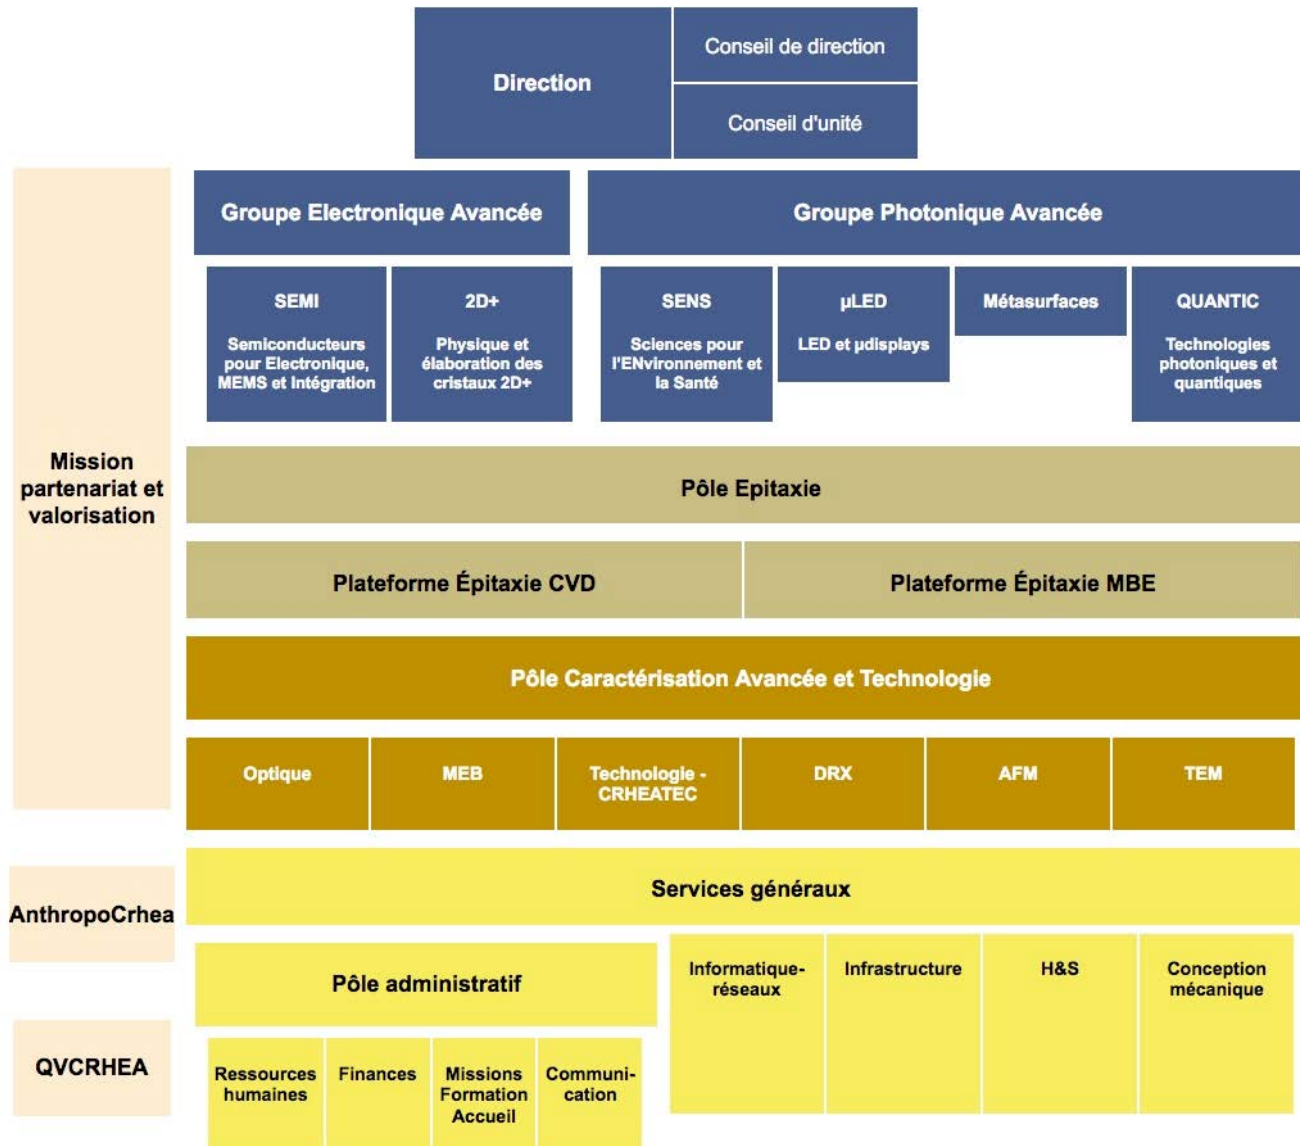 Direction
Conseil de direction
Conseil d'unité
Mission
partenariat et
valorisation
Groupe Electronique Avancée
Groupe Photonique Avancée
SEMI
Semiconducteurs
pour Electronique,
MEMS et Intégration
2D+
Physique et
élaboration des
cristaux 2D+
SENS
Sciences pour
l'ENvironnement et
la Santé
µLED
LED et µdisplays
Métasurfaces
QUANTIC
Technologies
photoniques et
quantiques
Pôle Epitaxie
Plateforme Épitaxie CVD
Plateforme Épitaxie MBE
Pôle Caractérisation Avancée et Technologie
Optique
MEB
Technologie -
CRHEATEC
DRX
AFM
TEM
AnthropoCrhea
Services généraux
Pôle administratif
Informatique-
réseaux
Infrastructure
H&S
Conception
mécanique
QVCRHEA
Ressources
humaines
Finances
Missions
Formation
Accueil
Communi-
cation